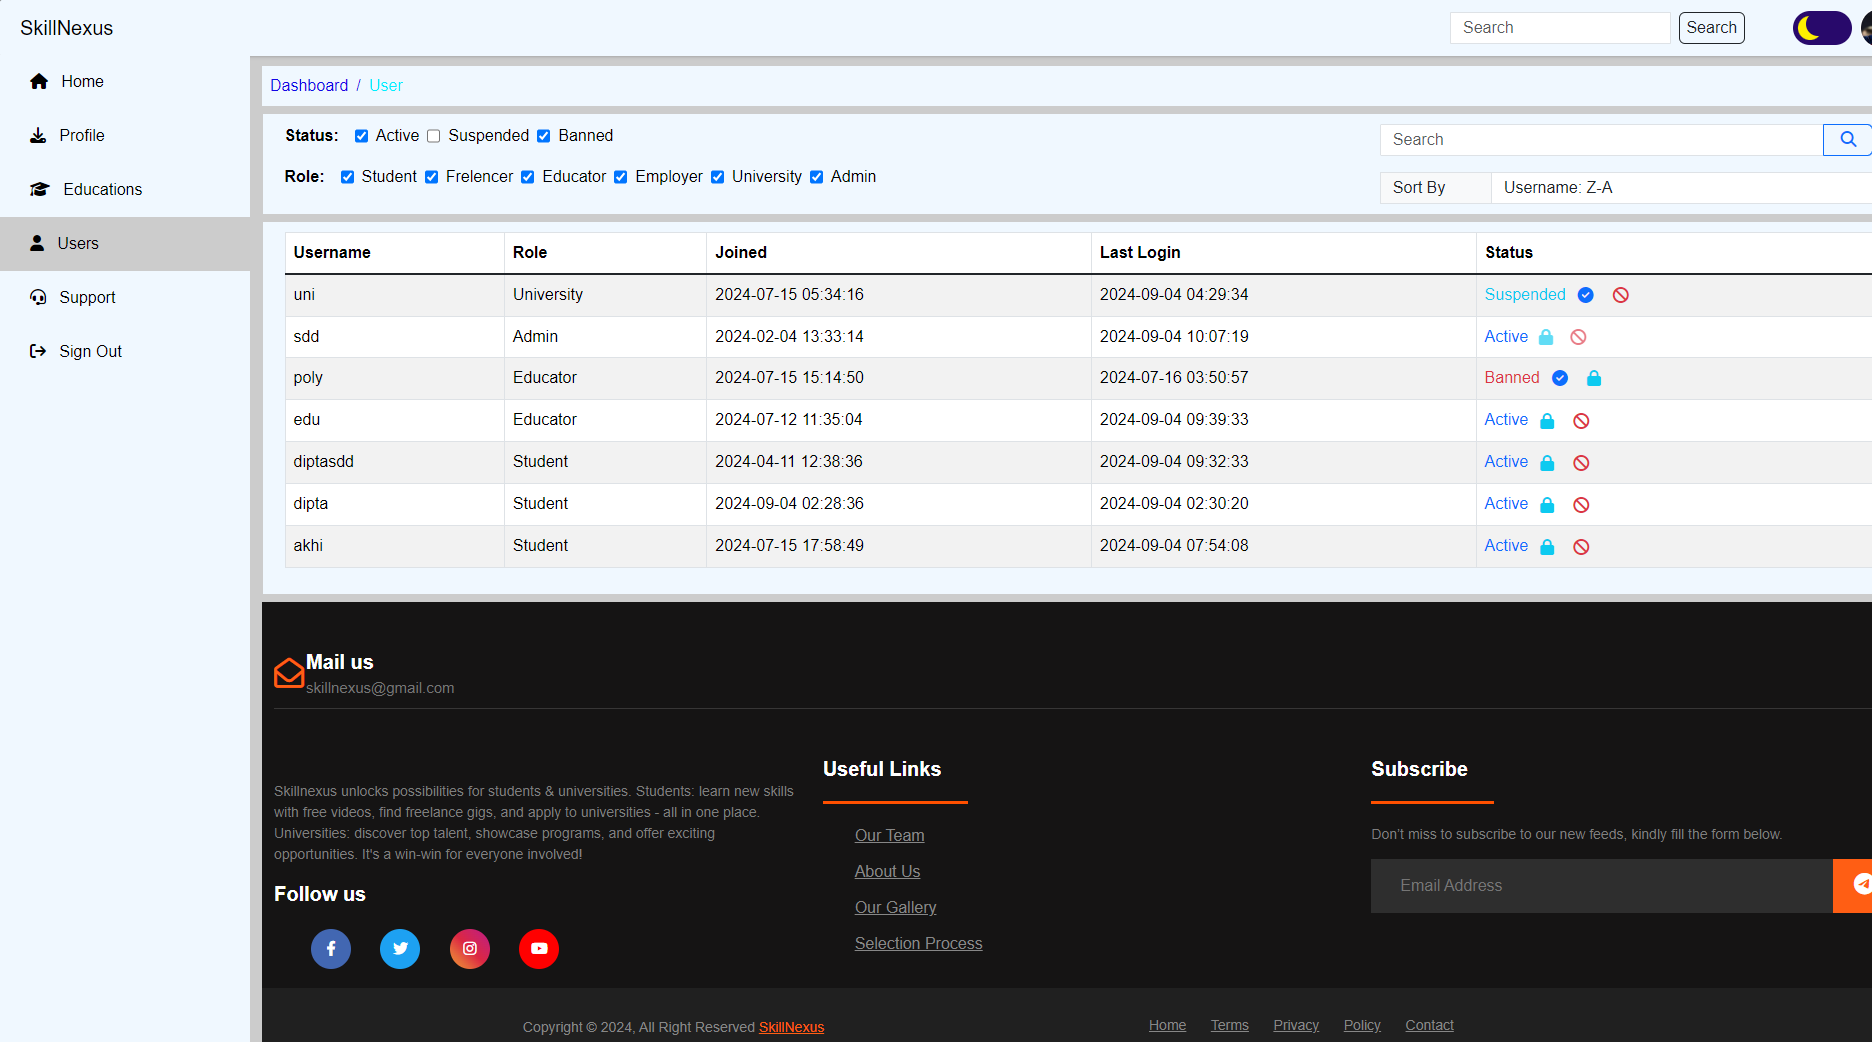 SkillNexus
Search Search
Home
Profile
Educations
Users
Support
Sign Out
Dashboard / User
Status: Active Suspended Banned
Search
Role: Student Frelencer Educator Employer University Admin
Sort By Username: Z-A
Username Role Joined Last Login Status
uni University 2024-07-15 05:34:16 2024-09-04 04:29:34 Suspended
sdd Admin 2024-02-04 13:33:14 2024-09-04 10:07:19 Active
poly Educator 2024-07-15 15:14:50 2024-07-16 03:50:57 Banned
edu Educator 2024-07-12 11:35:04 2024-09-04 09:39:33 Active
diptasdd Student 2024-04-11 12:38:36 2024-09-04 09:32:33 Active
dipta Student 2024-09-04 02:28:36 2024-09-04 02:30:20 Active
akhi Student 2024-07-15 17:58:49 2024-09-04 07:54:08 Active
Mail us
skillnexus@gmail.com
Skillnexus unlocks possibilities for students & universities. Students: learn new skills
with free videos, find freelance gigs, and apply to universities - all in one place.
Universities: discover top talent, showcase programs, and offer exciting
opportunities. It's a win-win for everyone involved!
Follow us
Useful Links
Our Team
About Us
Our Gallery
Selection Process
Subscribe
Don't miss to subscribe to our new feeds, kindly fill the form below.
Email Address
Copyright © 2024, All Right Reserved SkillNexus
Home Terms Privacy Policy Contact